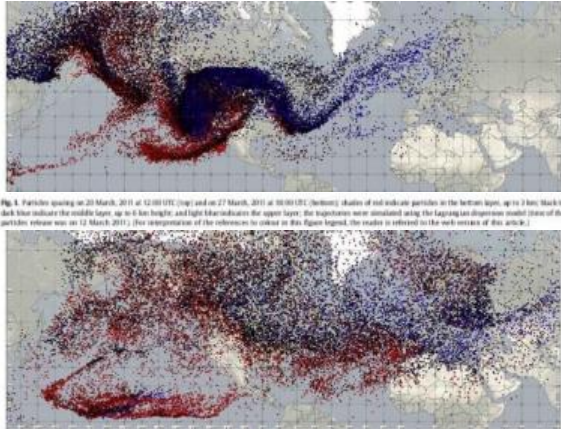 Fig. 3. Particles spacing on 20 March, 2011 at 12:00 UTC (top) and on 27 March, 2011 at 18:00 UTC (bottom); shades of red indicate particles in the bottom layer, up to 3 km; black
dark blue indicate the middle layer, up to 6 km height; and light blue indicates the upper layer; the trajectories were simulated using the Lagrangian dispersion model (time of
particles release was on 12 March 2011). (For interpretation of the references to colour in this figure legend, the reader is referred to the web version of this article.)